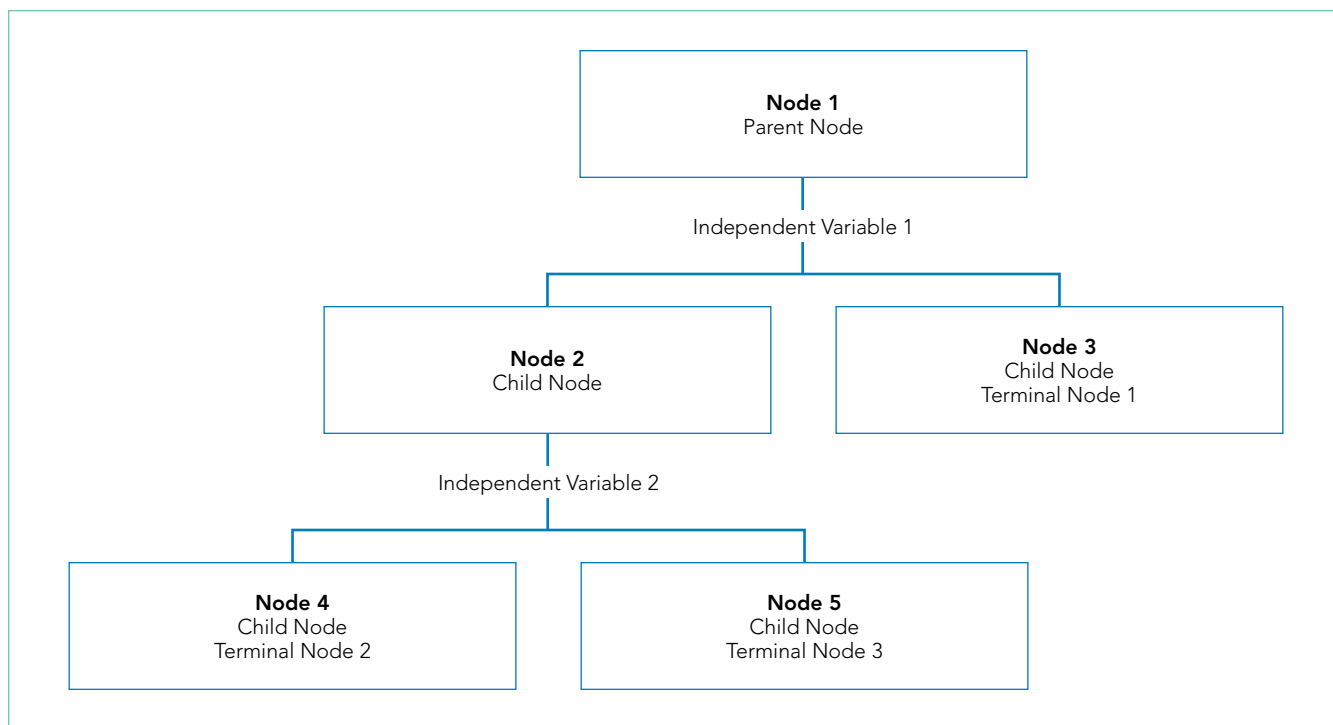 Node 1
Parent Node
Independent Variable 1
Node 2
Child Node
Node 3
Child Node
Terminal Node 1
Independent Variable 2
Node 4
Child Node
Terminal Node 2
Node 5
Child Node
Terminal Node 3